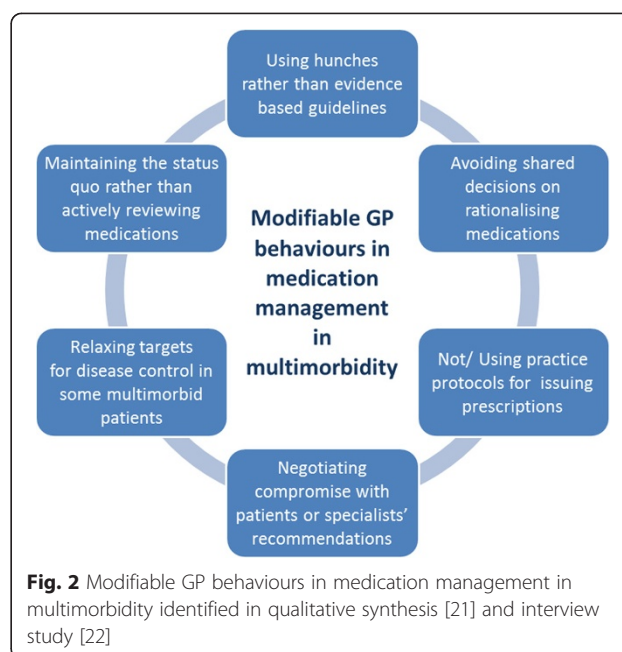 Using hunches
rather than evidence
based guidelines
Maintaining the status
quo rather than
actively reviewing
medications
Avoiding shared
decisions on
rationalising
medications
Modifiable GP
behaviours in
medication
management
in
multimorbidity
Relaxing targets
for disease control in
some multimorbid
patients
Not/ Using practice
protocols for issuing
prescriptions
Negotiating
compromise with
patients or specialists’
recommendations
Fig. 2 Modifiable GP behaviours in medication management in
multimorbidity identified in qualitative synthesis [21] and interview
study [22]